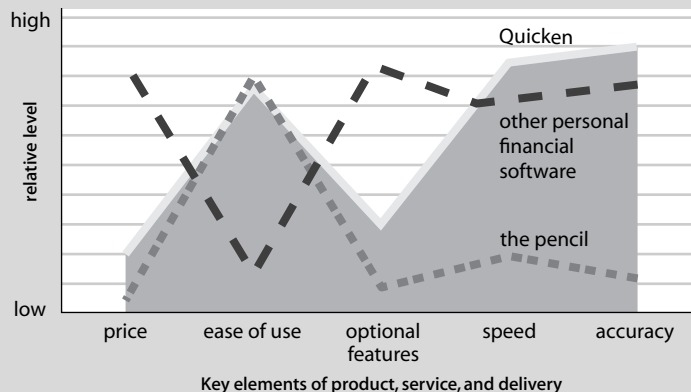 high
Quicken
relative level
other personal
financial
software
the pencil
low
price
ease of use
optional
features
speed
accuracy
Key elements of product, service, and delivery